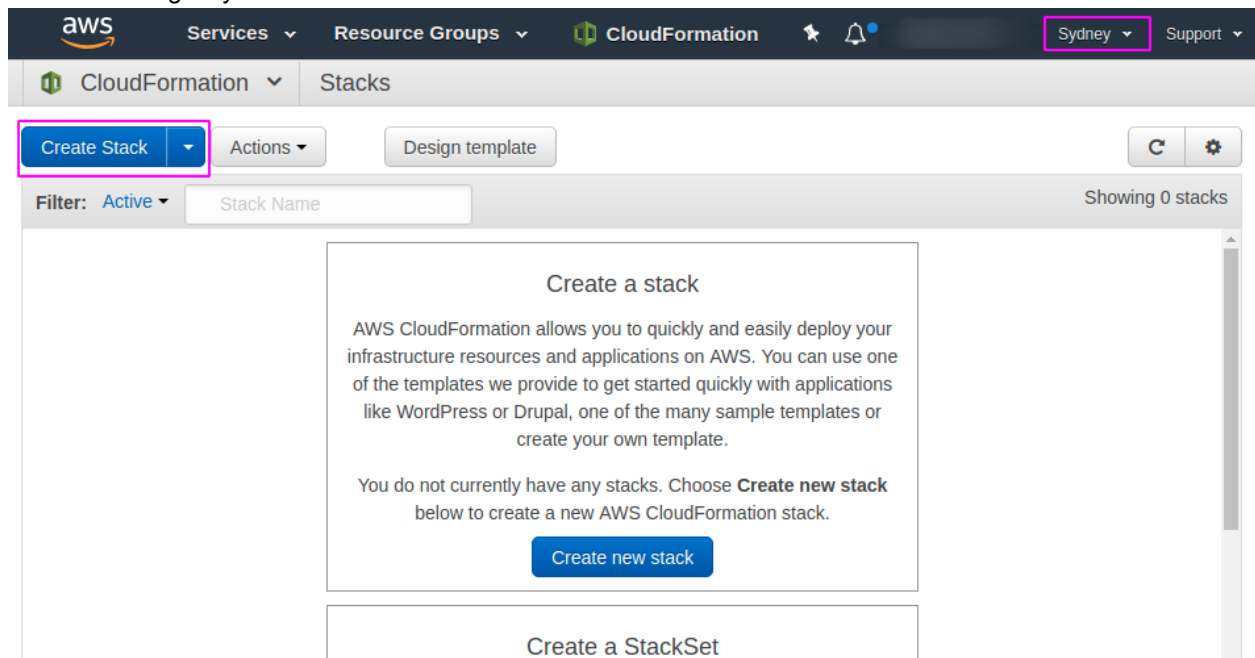 aws Services Resource Groups CloudFormation Sydney Support
CloudFormation Stacks
Create Stack Actions Design template
Filter: Active Stack Name Showing 0 stacks
Create a stack
AWS CloudFormation allows you to quickly and easily deploy your
infrastructure resources and applications on AWS. You can use one
of the templates we provide to get started quickly with applications
like WordPress or Drupal, one of the many sample templates or
create your own template.
You do not currently have any stacks. Choose Create new stack
below to create a new AWS CloudFormation stack.
Create new stack
Create a StackSet